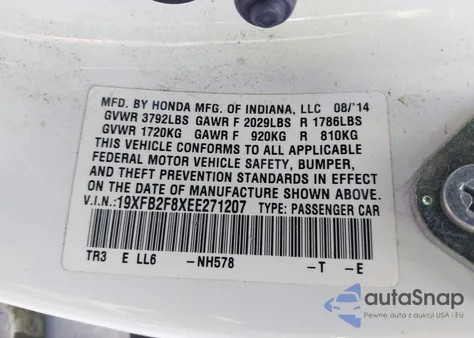 MFD. BY HONDA MFG. OF INDIANA, LLC 08/'14
GVWR 3792LBS GAWR F 2029LBS R 1786LBS
GVWR 1720KG GAWR F 920KG R 810KG
THIS VEHICLE CONFORMS TO ALL APPLICABLE
FEDERAL MOTOR VEHICLE SAFETY, BUMPER,
AND THEFT PREVENTION STANDARDS IN EFFECT
ON THE DATE OF MANUFACTURE SHOWN ABOVE.
V.I.N.:19XFB2F8XEE271207 TYPE: PASSENGER CAR
TR3 E LL6 -NH578 -T -E
autoSnap
Pewne auta z aukcji USA i EU